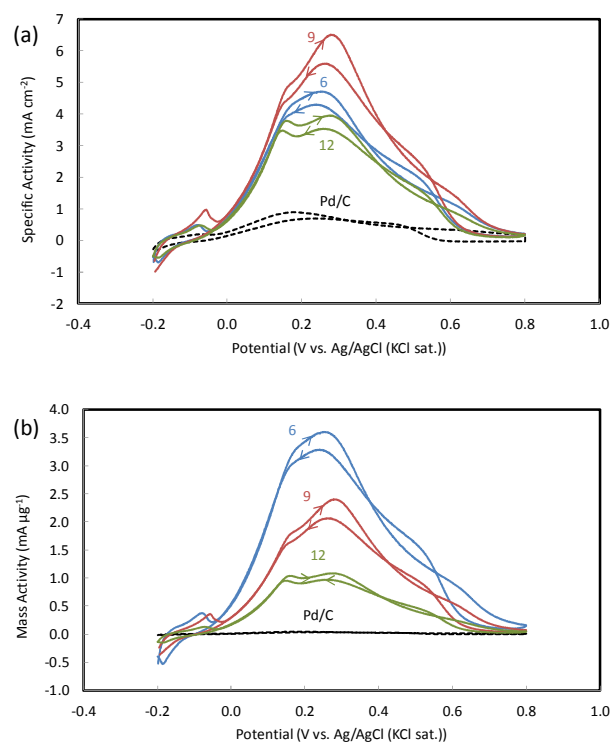 (a)
7
6
5
4
3
2
1
0
-1
-2
Specific Activity (mA cm-2)
9
6
12
Pd/C
-0.4 -0.2 0.0 0.2 0.4 0.6 0.8 1.0
Potential (V vs. Ag/AgCl (KCl sat.))
(b)
4.0
3.5
3.0
2.5
2.0
1.5
1.0
0.5
0.0
-0.5
-1.0
Mass Activity (mA µg-1)
6
9
12
Pd/C
-0.4 -0.2 0.0 0.2 0.4 0.6 0.8 1.0
Potential (V vs. Ag/AgCl (KCl sat.))